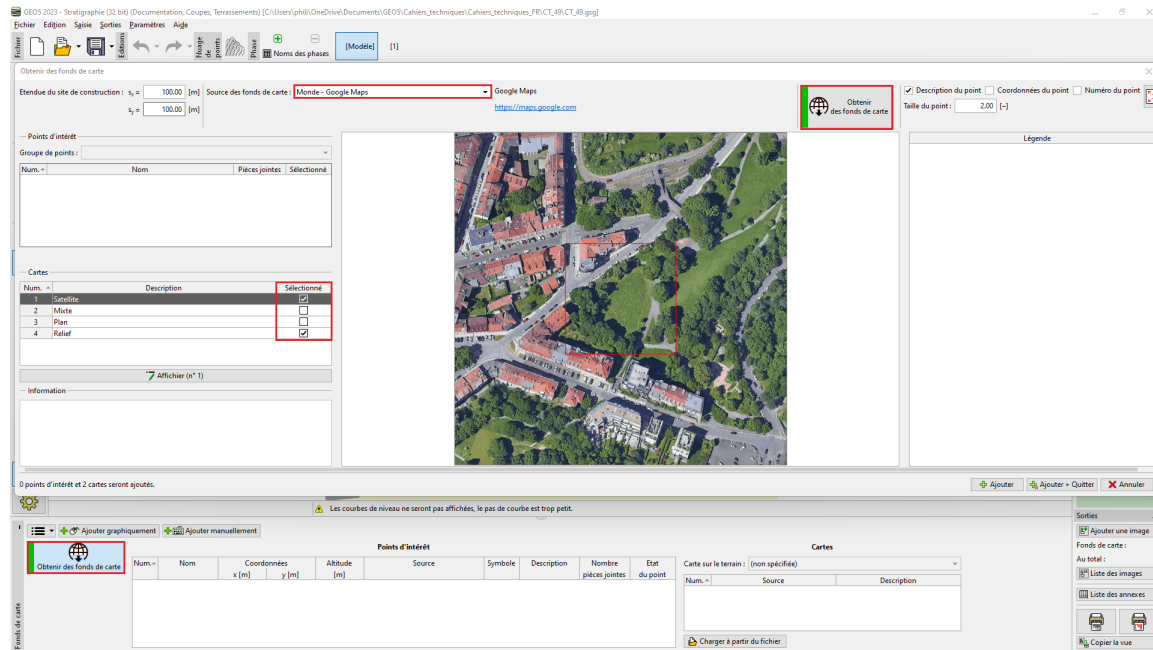 GEO5 2023 - Stratigraphie (32 bit) (Documentation, Coupes, Terrassements) [C:\Users\phili\OneDrive\Documents\GEO5\Cahiers_techniques\Cahiers_techniques_FR\CT_49\CT_49.gsg]
Fichier Edition Saisie Sorties Paramètres Aide
Fichier
Editions
Nuage de points
Phase
Noms des phases
[Modèle] [1]
Obtenir des fonds de carte
Etendue du site de construction : sx = 100.00 [m] Source des fonds de carte : Monde - Google Maps Google Maps
sy = 100.00 [m] https://maps.google.com
Obtenir
des fonds de carte
Description du point Coordonnées du point Numéro du point
Taille du point : 2.00 [–]
Points d'intérêt
Groupe de points :
Num. Nom Pièces jointes Sélectionné
Légende
Cartes
Num. Description Sélectionné
1 Satellite
2 Mixte
3 Plan
4 Relief
Affichier (n° 1)
Information
0 points d'intérêt et 2 cartes seront ajoutés.
Ajouter Ajouter + Quitter Annuler
Les courbes de niveau ne seront pas affichées, le pas de courbe est trop petit.
Ajouter graphiquement Ajouter manuellement
Obtenir des fonds de carte
Points d'intérêt
Num. Nom Coordonnées Altitude Source Symbole Description Nombre Etat
x [m] y [m] [m] pièces jointes du point
Cartes
Carte sur le terrain : (non spécifiée)
Num. Source Description
Charger à partir du fichier
Fonds de carte
Sorties
Ajouter une image
Fonds de carte :
Au total :
Liste des images
Liste des annexes
Copier la vue